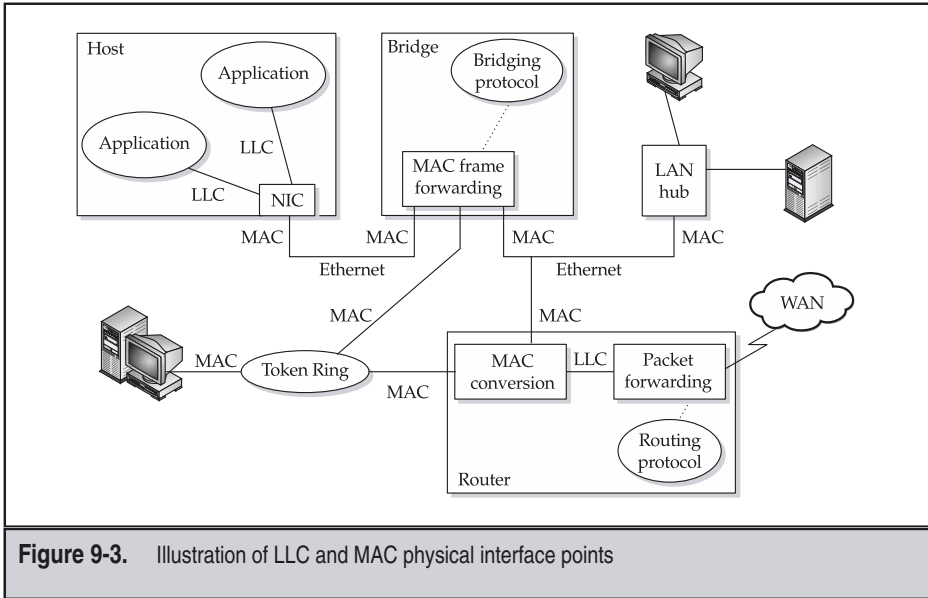 Host
Application
Application
LLC
LLC
NIC
Bridge
Bridging
protocol
MAC frame
forwarding
LAN
hub
MAC
MAC
MAC
MAC
Ethernet
Ethernet
MAC
MAC
WAN
MAC
Token Ring
MAC
MAC
conversion
LLC
Packet
forwarding
Routing
protocol
Router
Figure 9-3. Illustration of LLC and MAC physical interface points